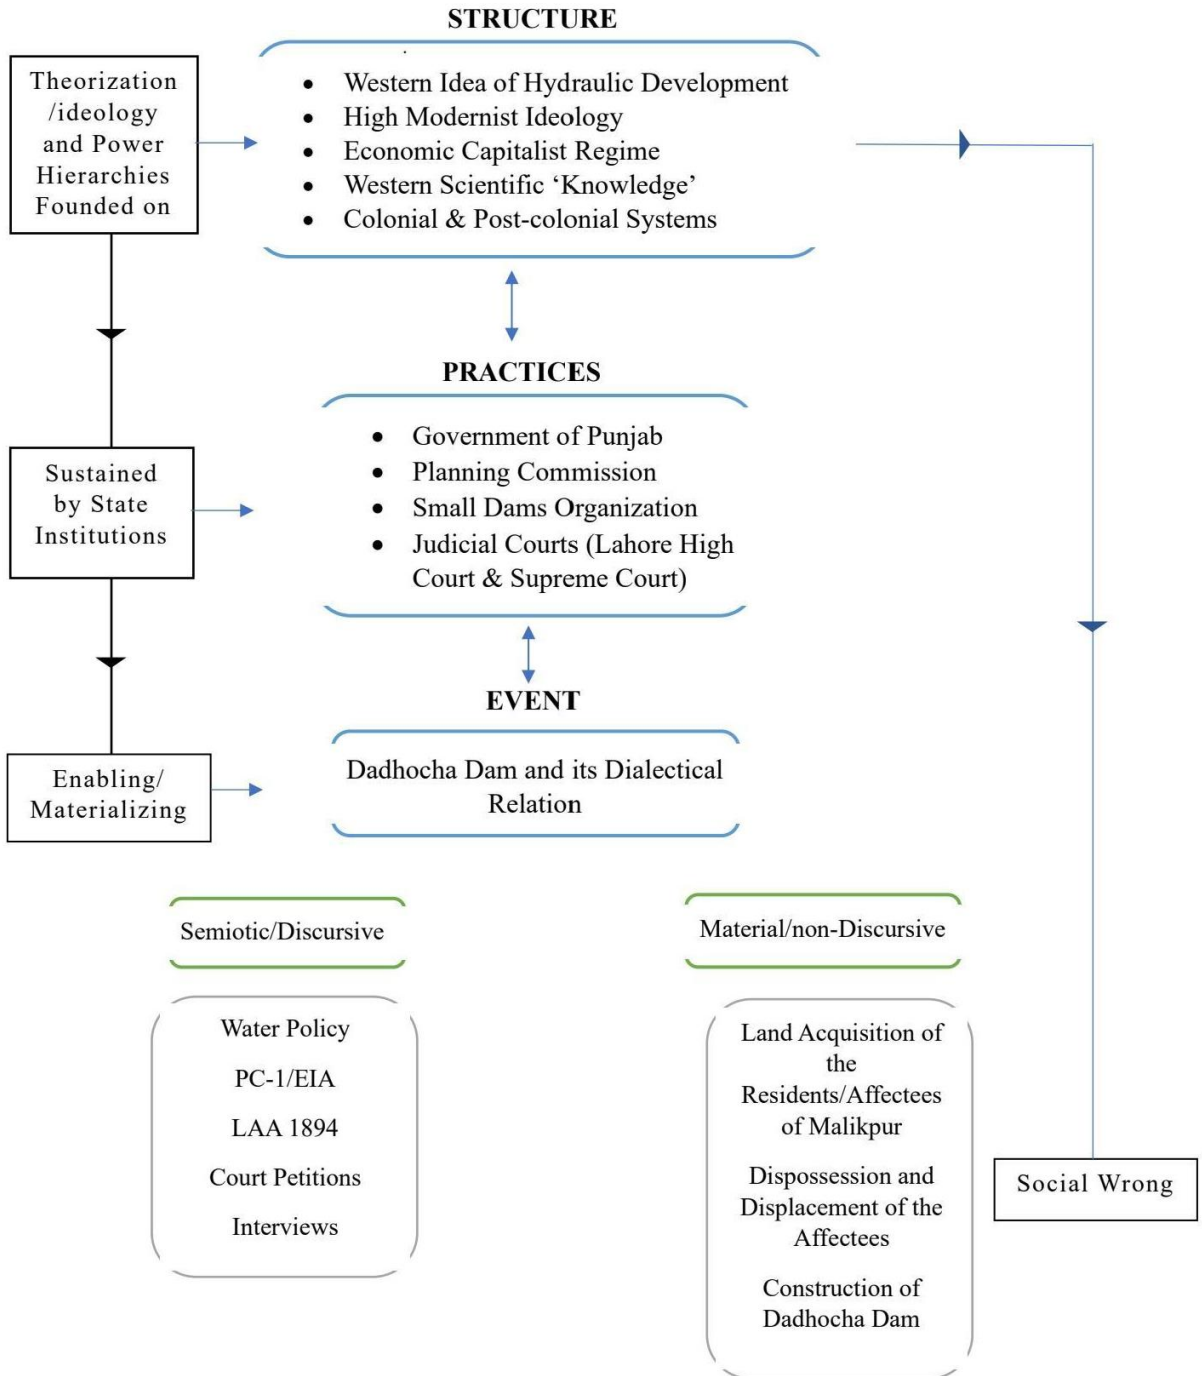 STRUCTURE
Theorization
/ideology
and Power
Hierarchies
Founded on
• Western Idea of Hydraulic Development
• High Modernist Ideology
• Economic Capitalist Regime
• Western Scientific ‘Knowledge’
• Colonial & Post-colonial Systems
PRACTICES
Sustained
by State
Institutions
• Government of Punjab
• Planning Commission
• Small Dams Organization
• Judicial Courts (Lahore High
Court & Supreme Court)
EVENT
Enabling/
Materializing
Dadhocha Dam and its Dialectical
Relation
Semiotic/Discursive
Water Policy
PC-1/EIA
LAA 1894
Court Petitions
Interviews
Material/non-Discursive
Land Acquisition of
the
Residents/Affectees
of Malikpur
Dispossession and
Displacement of the
Affectees
Construction of
Dadhocha Dam
Social Wrong